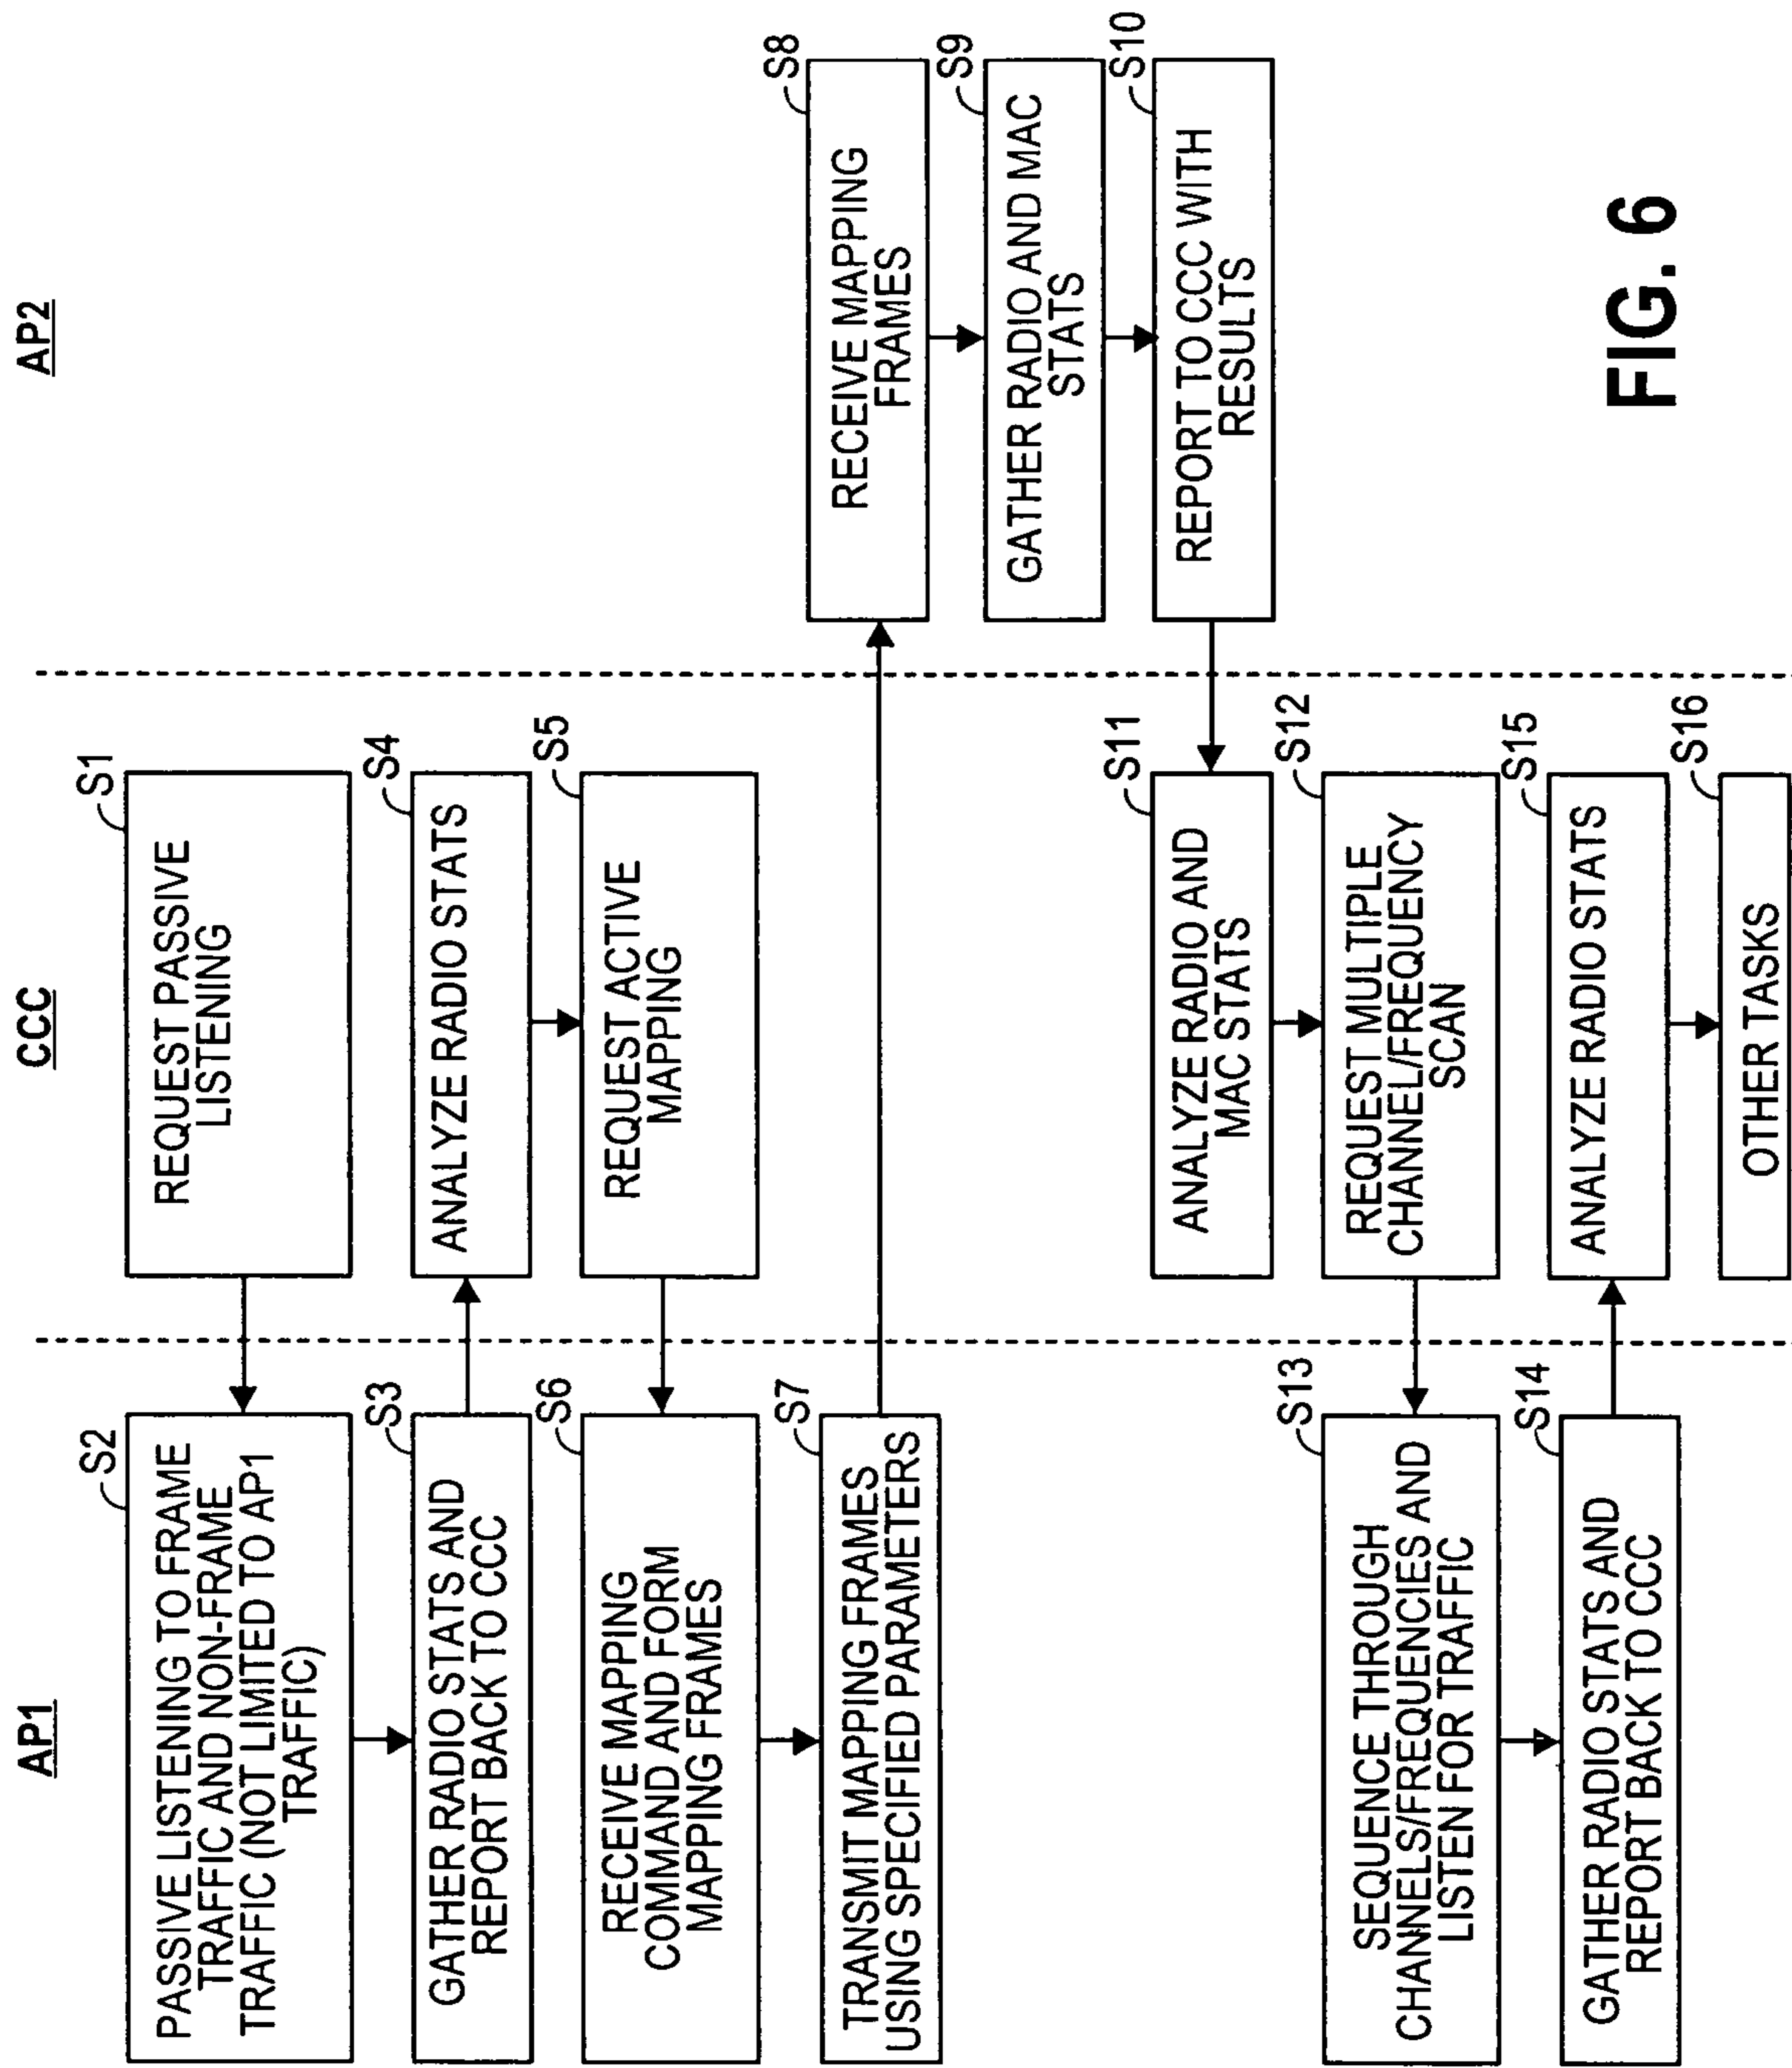 AP1
CCC
AP2
S1
REQUEST PASSIVE
LISTENING
S2
PASSIVE LISTENING TO FRAME
TRAFFIC AND NON-FRAME
TRAFFIC (NOT LIMITED TO AP1
TRAFFIC)
S3
GATHER RADIO STATS AND
REPORT BACK TO CCC
S4
ANALYZE RADIO STATS
S5
REQUEST ACTIVE
MAPPING
S6
RECEIVE MAPPING
COMMAND AND FORM
MAPPING FRAMES
S7
TRANSMIT MAPPING FRAMES
USING SPECIFIED PARAMETERS
S8
RECEIVE MAPPING
FRAMES
S9
GATHER RADIO AND MAC
STATS
S10
REPORT TO CCC WITH
RESULTS
S11
ANALYZE RADIO AND
MAC STATS
S12
REQUEST MULTIPLE
CHANNEL/FREQUENCY
SCAN
S13
SEQUENCE THROUGH
CHANNELS/FREQUENCIES AND
LISTEN FOR TRAFFIC
S14
GATHER RADIO STATS AND
REPORT BACK TO CCC
S15
ANALYZE RADIO STATS
S16
OTHER TASKS
FIG. 6